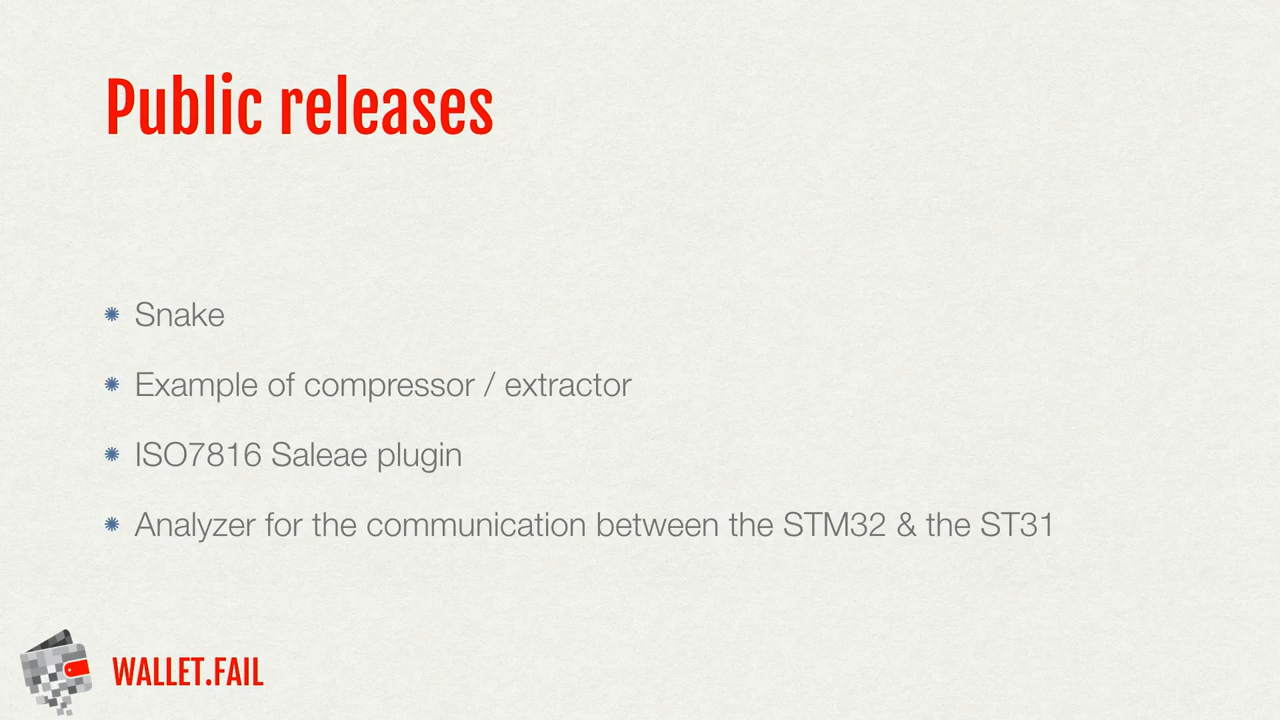 Public releases
Snake
Example of compressor / extractor
ISO7816 Saleae plugin
Analyzer for the communication between the STM32 & the ST31
WALLET.FAIL